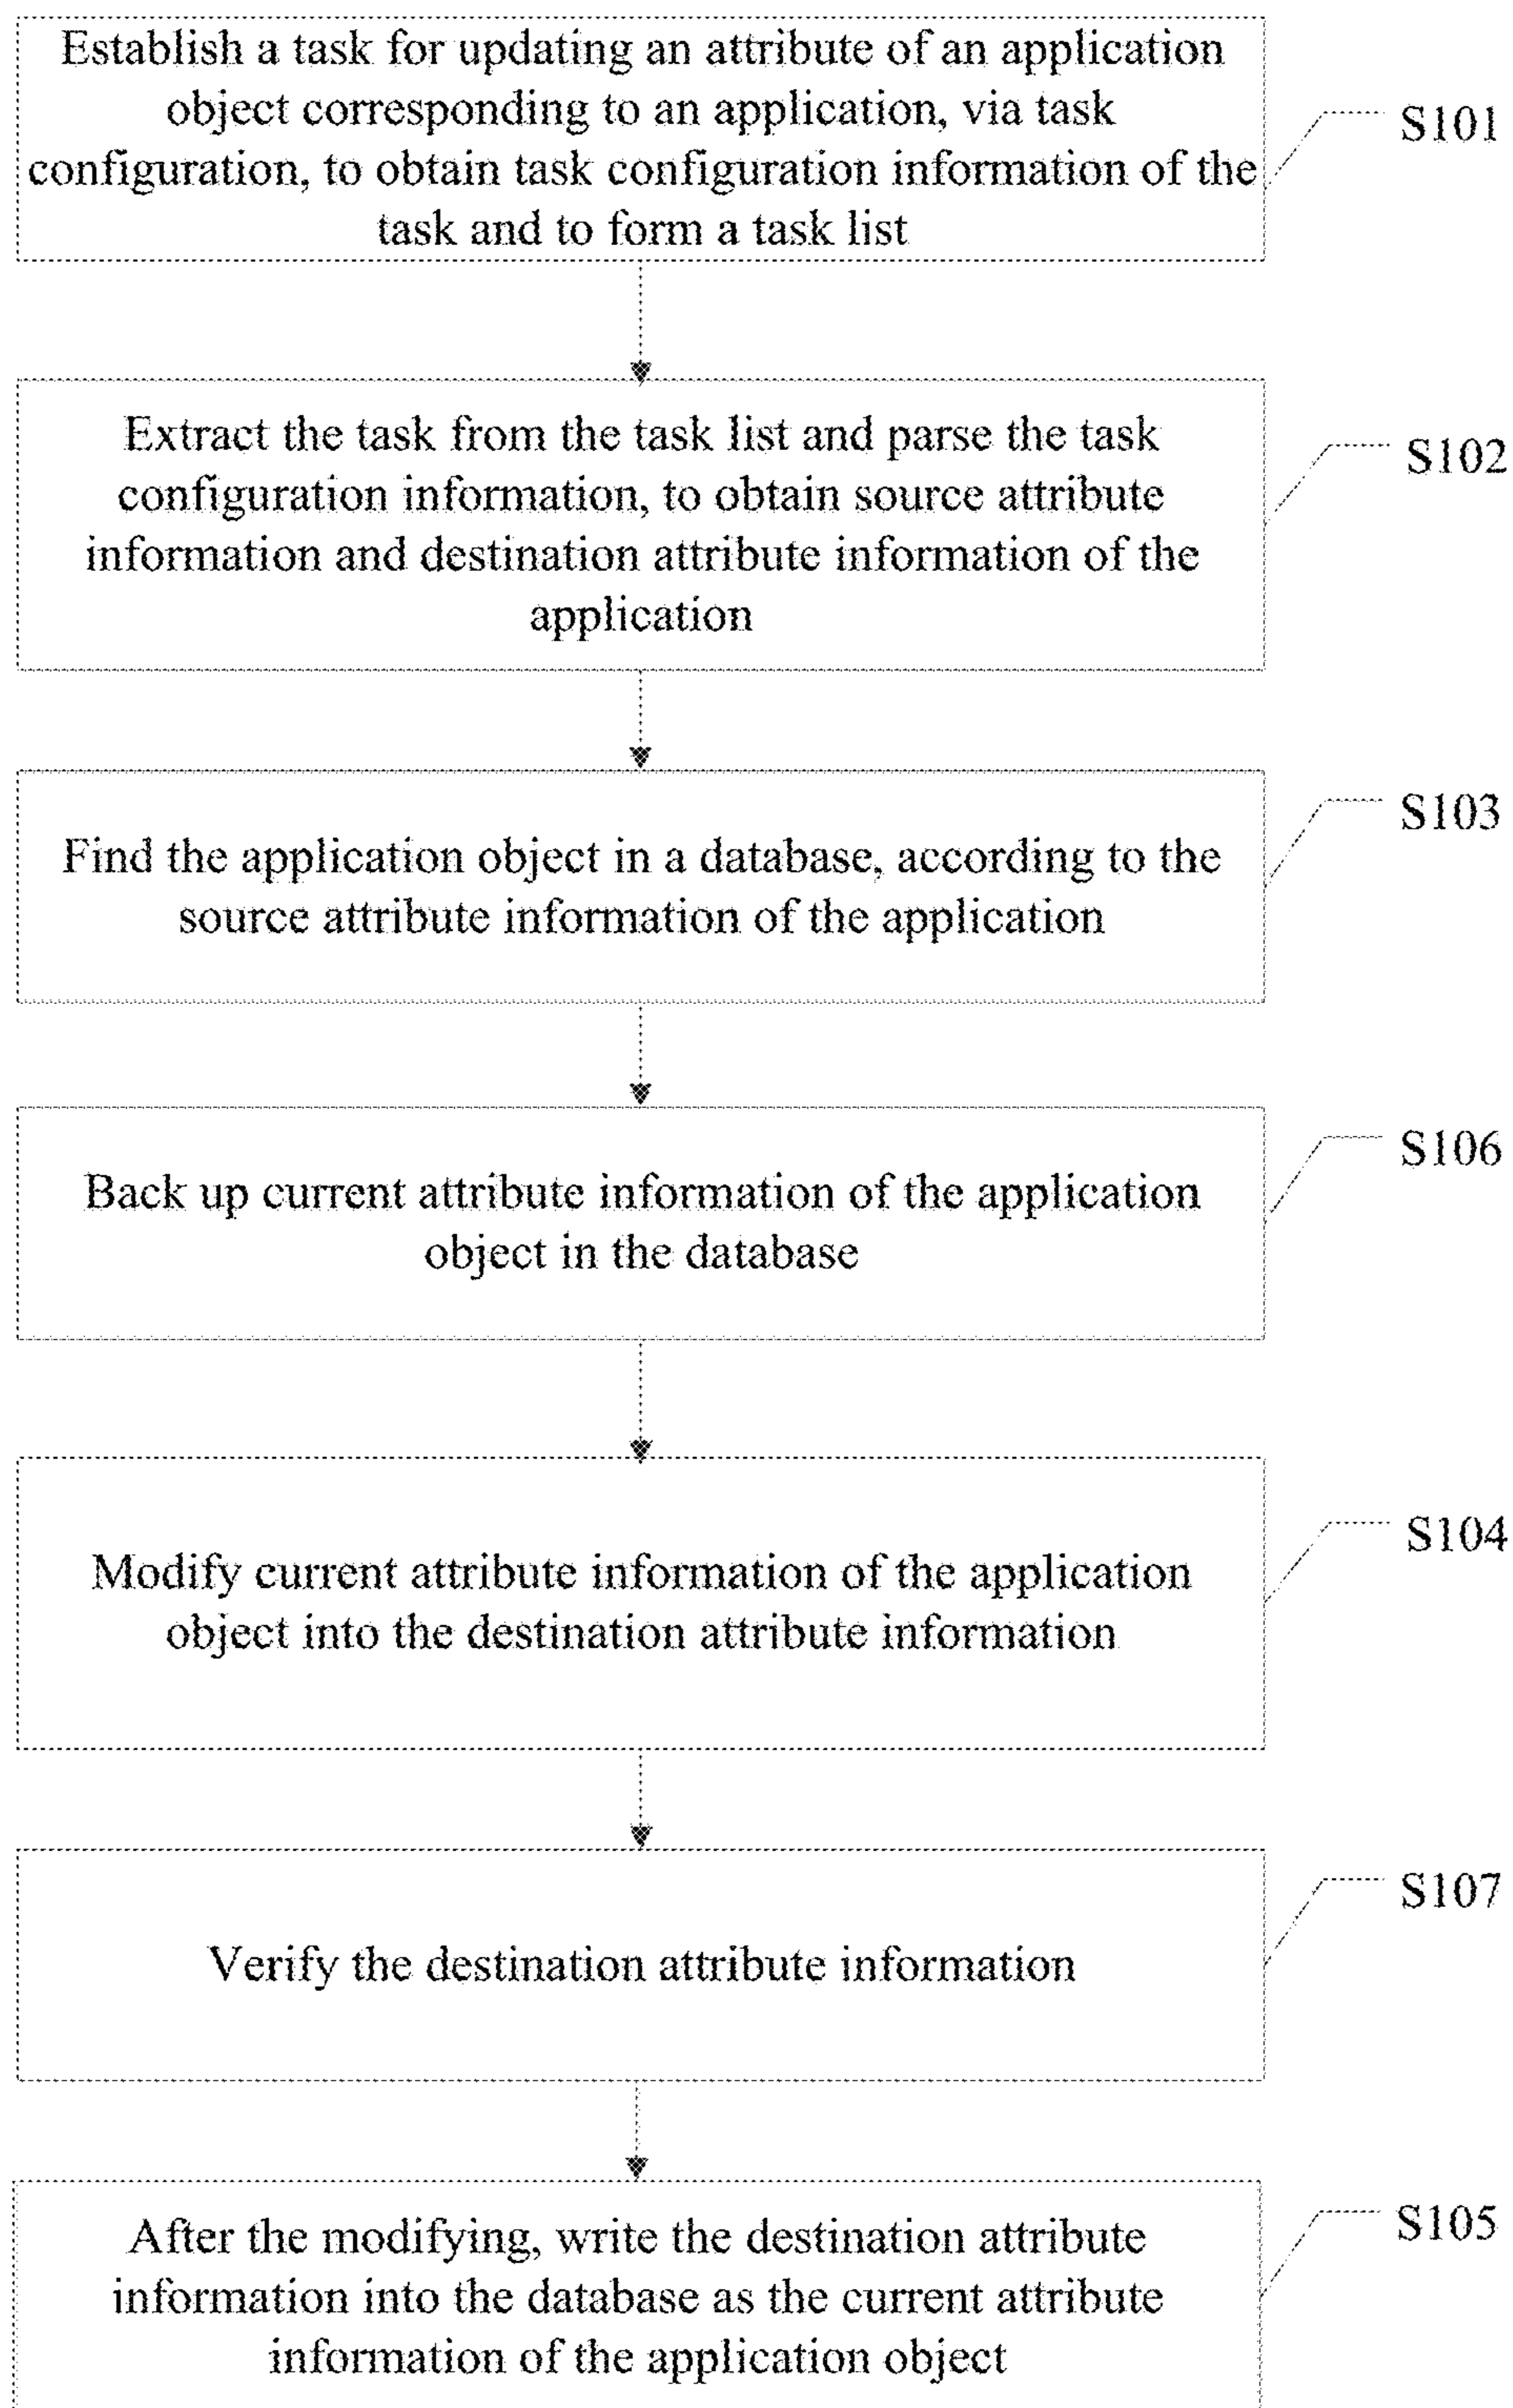 Establish a task for updating an attribute of an application
object corresponding to an application, via task
configuration, to obtain task configuration information of the
task and to form a task list
S101
Extract the task from the task list and parse the task
configuration information, to obtain source attribute
information and destination attribute information of the
application
S102
Find the application object in a database, according to the
source attribute information of the application
S103
Back up current attribute information of the application
object in the database
S106
Modify current attribute information of the application
object into the destination attribute information
S104
Verify the destination attribute information
S107
After the modifying, write the destination attribute
information into the database as the current attribute
information of the application object
S105